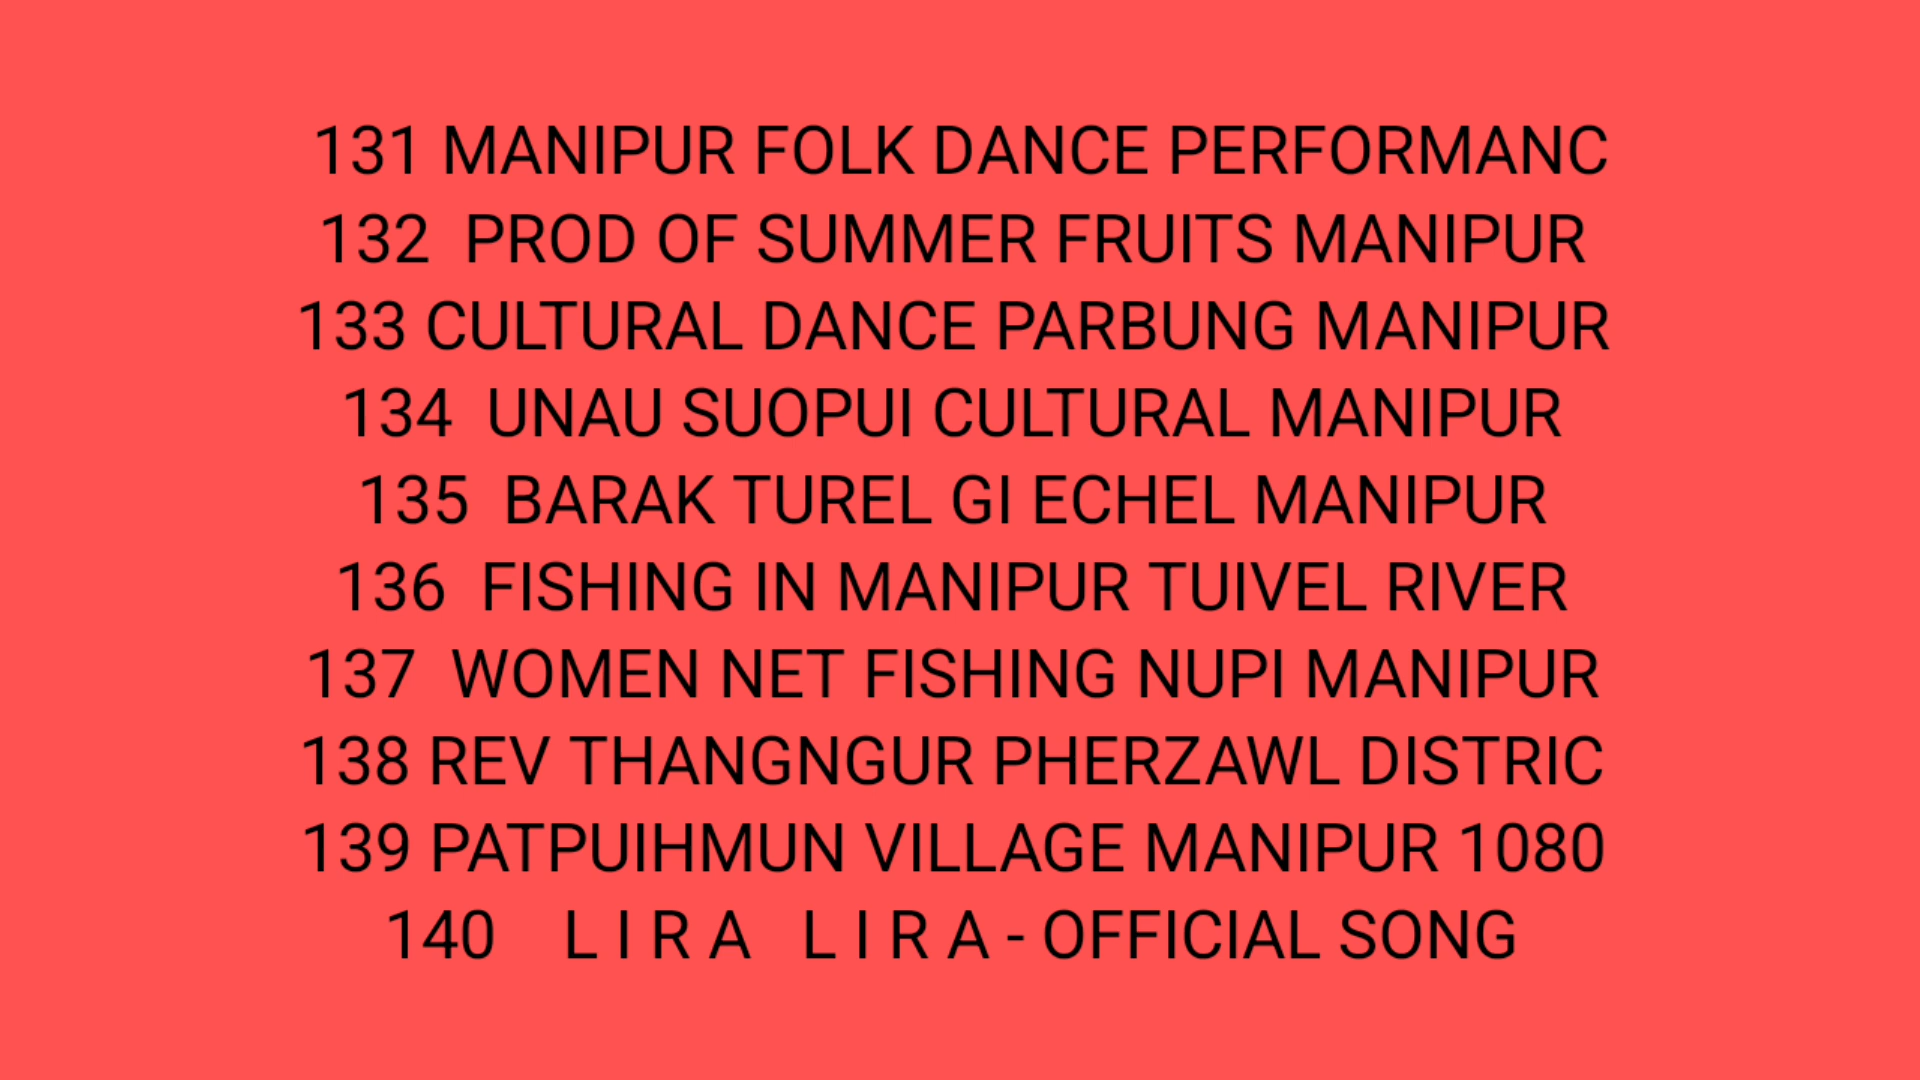 131 MANIPUR FOLK DANCE PERFORMANC
132 PROD OF SUMMER FRUITS MANIPUR
133 CULTURAL DANCE PARBUNG MANIPUR
134 UNAU SUOPUI CULTURAL MANIPUR
135 BARAK TUREL GI ECHEL MANIPUR
136 FISHING IN MANIPUR TUIVEL RIVER
137 WOMEN NET FISHING NUPI MANIPUR
138 REV THANGNGUR PHERZAWL DISTRIC
139 PATPUIHMUN VILLAGE MANIPUR 1080
140 L I R A L I R A - OFFICIAL SONG